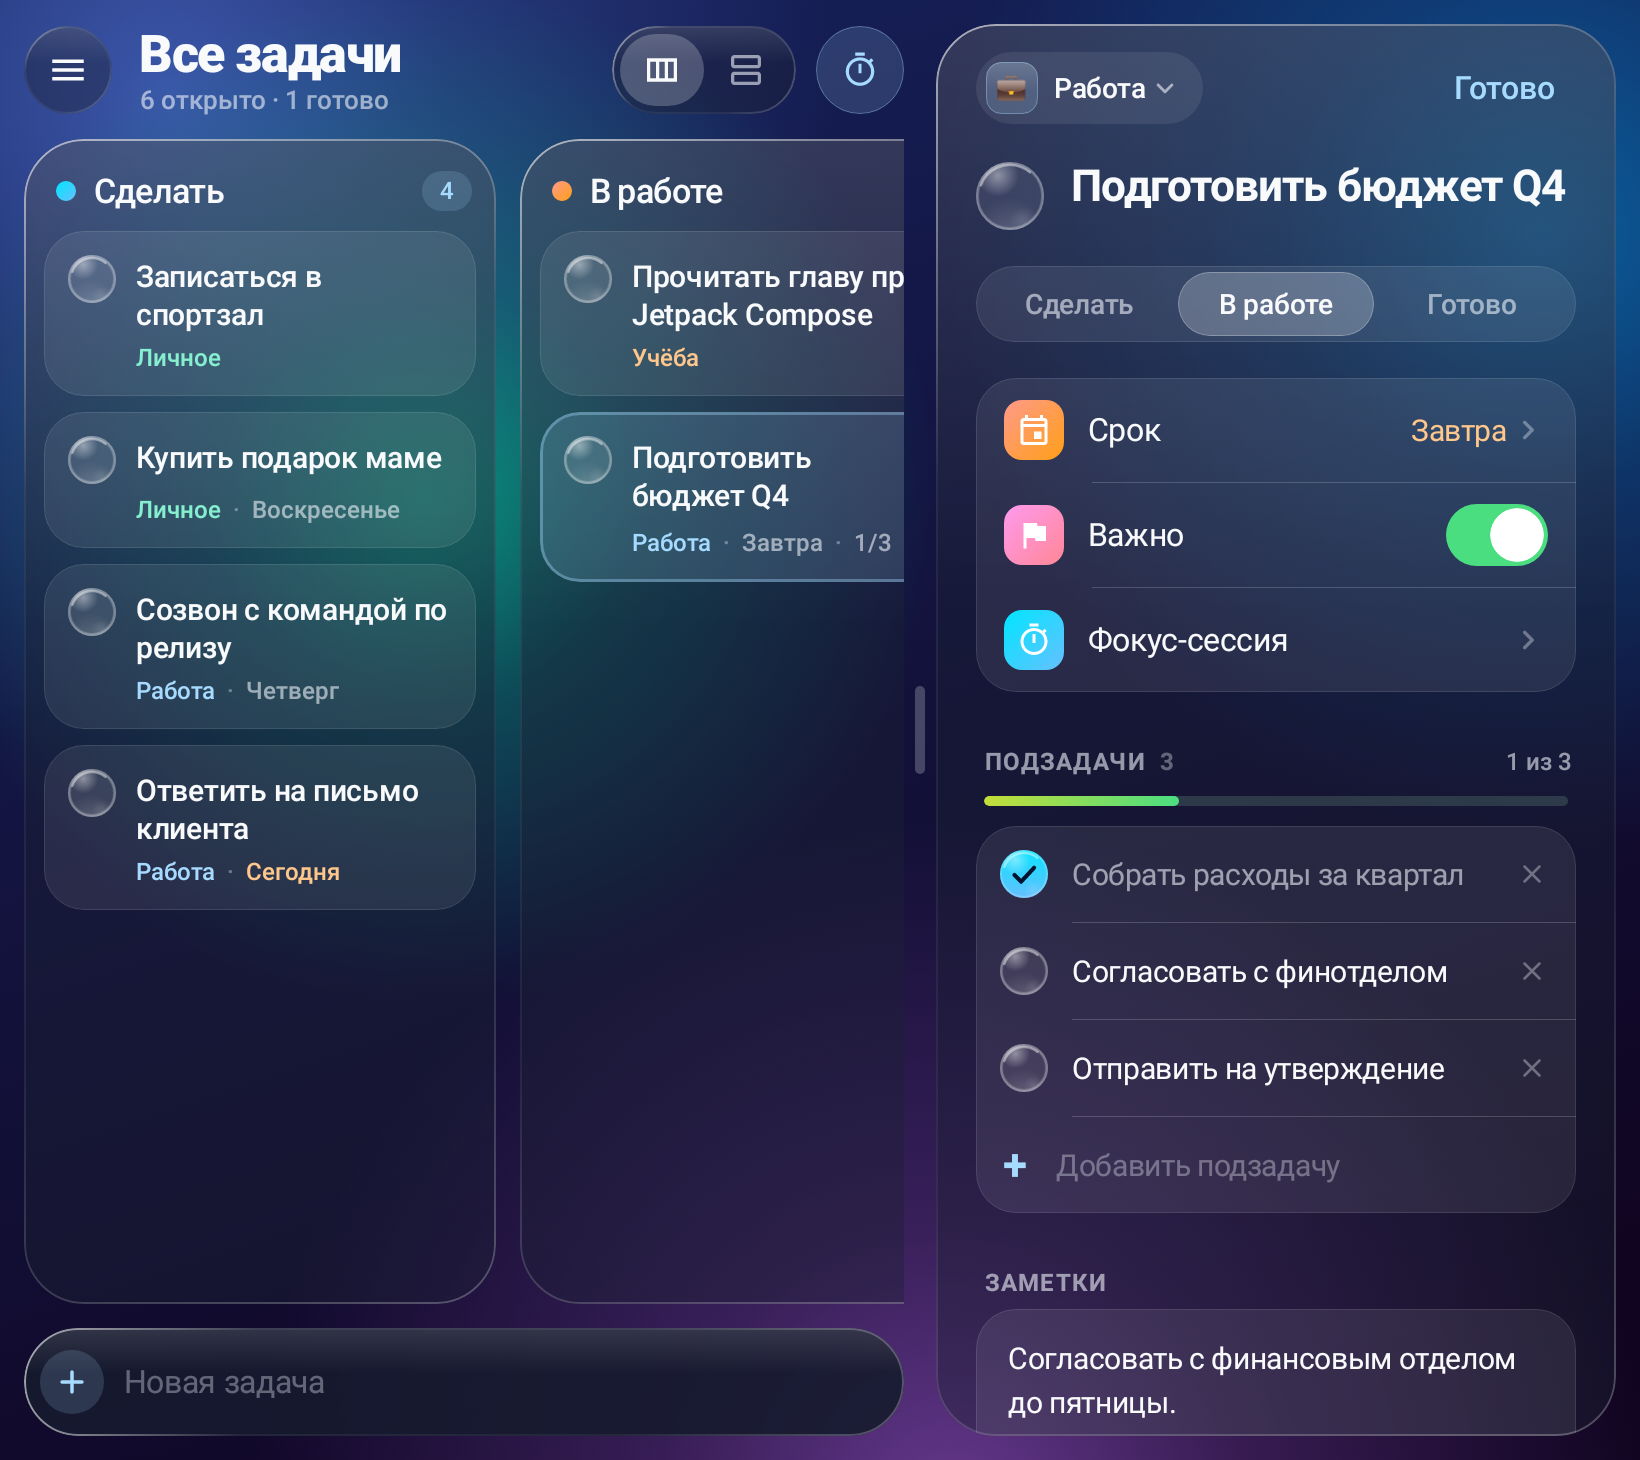 Все задачи
6 открыто · 1 готово
Сделать
4
Записаться в
спортзал
Личное
Купить подарок маме
Личное · Воскресенье
Созвон с командой по
релизу
Работа · Четверг
Ответить на письмо
клиента
Работа · Сегодня
В работе
Прочитать главу пр
Jetpack Compose
Учёба
Подготовить
бюджет Q4
Работа · Завтра · 1/3
Новая задача
Работа
Готово
Подготовить бюджет Q4
Сделать
В работе
Готово
Срок
Завтра
Важно
Фокус-сессия
ПОДЗАДАЧИ 3
1 из 3
Собрать расходы за квартал
Согласовать с финотделом
Отправить на утверждение
Добавить подзадачу
ЗАМЕТКИ
Согласовать с финансовым отделом
до пятницы.